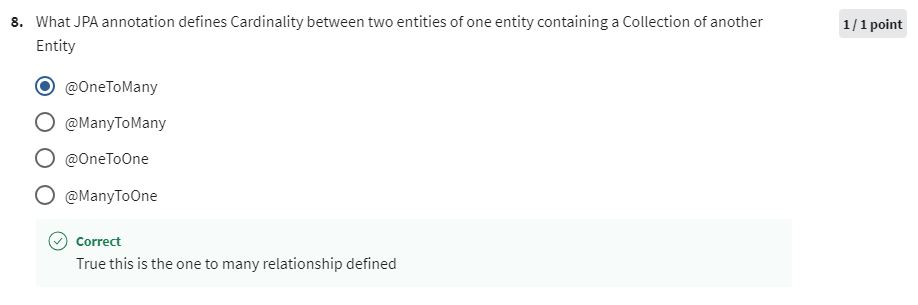 8. What JPA annotation defines Cardinality between two entities of one entity containing a Collection of another
Entity
1 / 1 point
@OneToMany
@ManyToMany
@OneToOne
@ManyToOne
Correct
True this is the one to many relationship defined